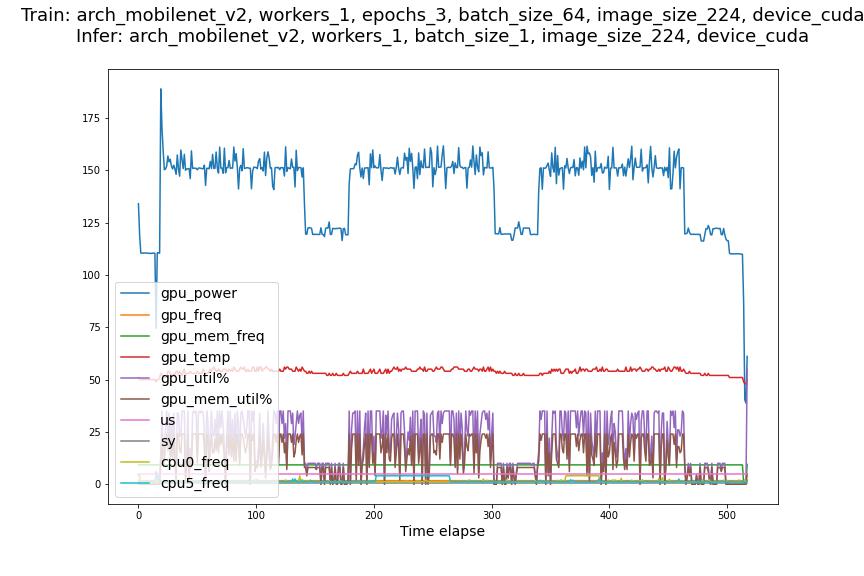 Train: arch_mobilenet_v2, workers_1, epochs_3, batch_size_64, image_size_224, device_cuda
Infer: arch_mobilenet_v2, workers_1, batch_size_1, image_size_224, device_cuda
175
150
125
100
75
50
25
0
gpu_power
gpu_freq
gpu_mem_freq
gpu_temp
gpu_util%
gpu_mem_util%
us
sy
cpu0_freq
cpu5_freq
0 100 200 300 400 500
Time elapse